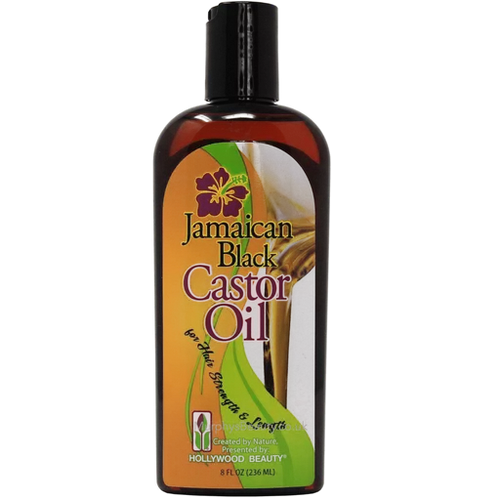 Jamaican
Black
Castor
Oil
for Hair Strength & Length
Created by Nature.
Presented by
HOLLYWOOD BEAUTY®
8 FL OZ (236 ML)